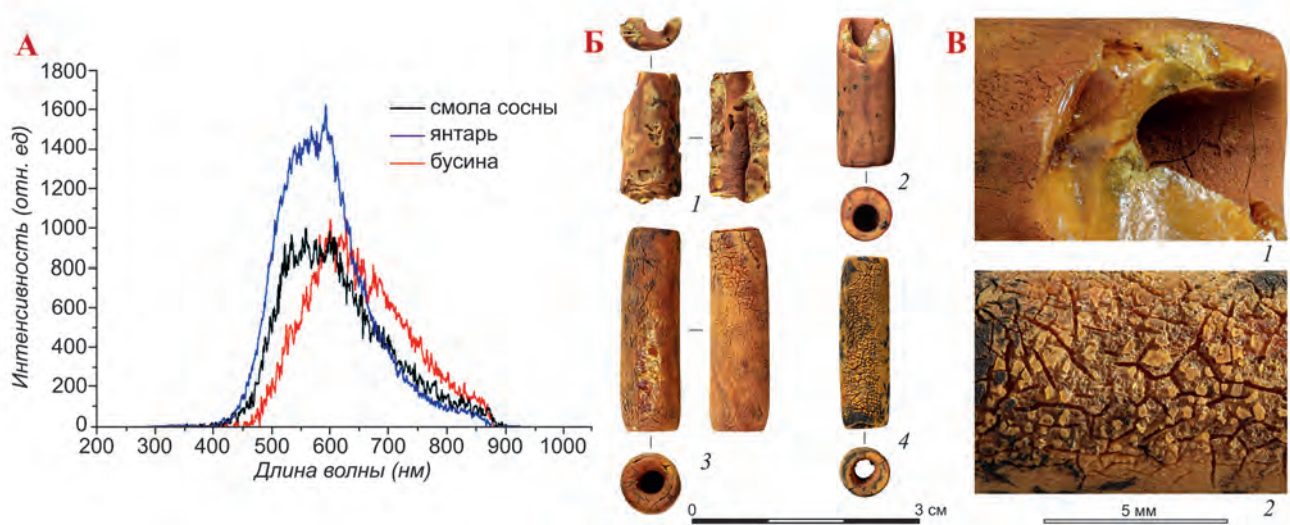 А
Интенсивность (отн. ед)
1800
1600
1400
1200
1000
800
600
400
200
0
200
300
400
500
600
700
800
900
1000
Длина волны (нм)
смола сосны
янтарь
бусина
Б
1
2
3
4
0
3 см
В
1
5 мм
2